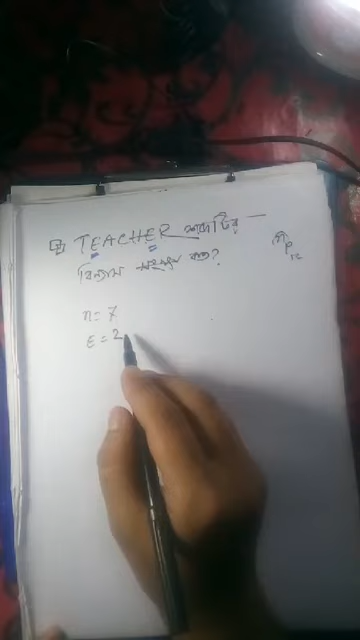 TEACHER শব্দটির —
বিন্যাস সংখ্যা কত?
n = 7
E = 2